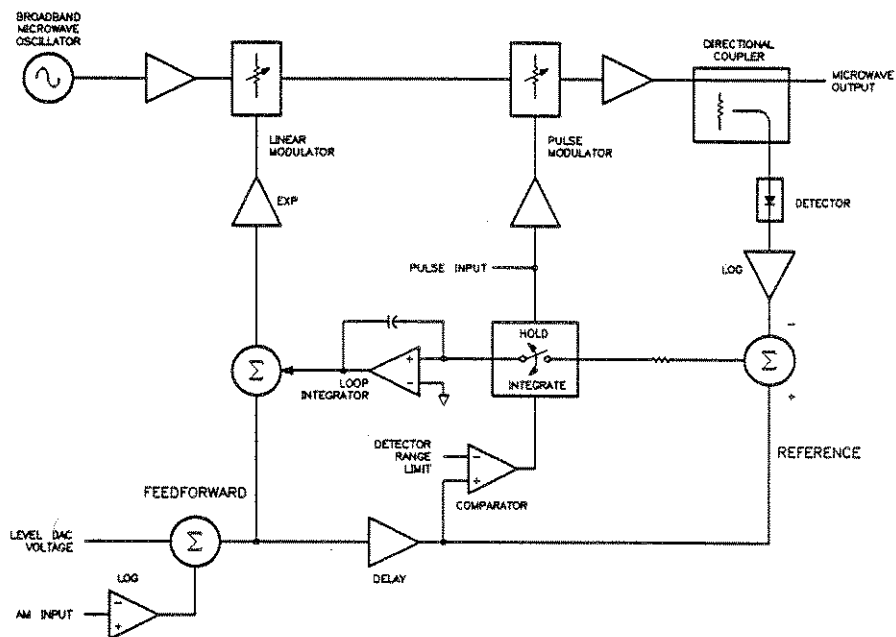 BROADBAND
MICROWAVE
OSCILLATOR
DIRECTIONAL
COUPLER
MICROWAVE
OUTPUT
LINEAR
MODULATOR
PULSE
MODULATOR
EXP
DETECTOR
PULSE INPUT
LOG
HOLD
−
Σ
+
−
Σ
INTEGRATE
LOOP
INTEGRATOR
+
DETECTOR
RANGE
LIMIT
−
+
REFERENCE
COMPARATOR
FEEDFORWARD
LEVEL DAC
VOLTAGE
Σ
DELAY
LOG
AM INPUT
−
+